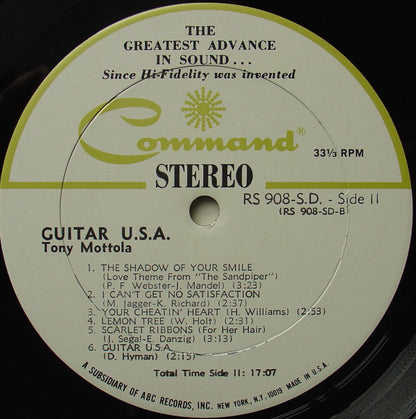 THE
GREATEST ADVANCE
IN SOUND...
Since Hi-Fidelity was invented
Command®
33⅓ RPM
STEREO
RS 908-S.D. - Side II
(RS 908-SD-B)
GUITAR U.S.A.
Tony Mottola
1. THE SHADOW OF YOUR SMILE
(Love Theme From "The Sandpiper")
(P. F. Webster-J. Mandel) (3:23)
2. I CAN'T GET NO SATISFACTION
(M. Jagger-K. Richard) (2:37)
3. YOUR CHEATIN' HEART (H. Williams) (2:53)
4. LEMON TREE (W. Holt) (2:31)
5. SCARLET RIBBONS (For Her Hair)
(J. Segal-E. Danzig) (3:13)
6. GUITAR U.S.A.
(D. Hyman) (2:15)
Total Time Side II: 17:07
A SUBSIDIARY OF ABC RECORDS, INC. NEW YORK, N.Y. 10019 MADE IN U.S.A.